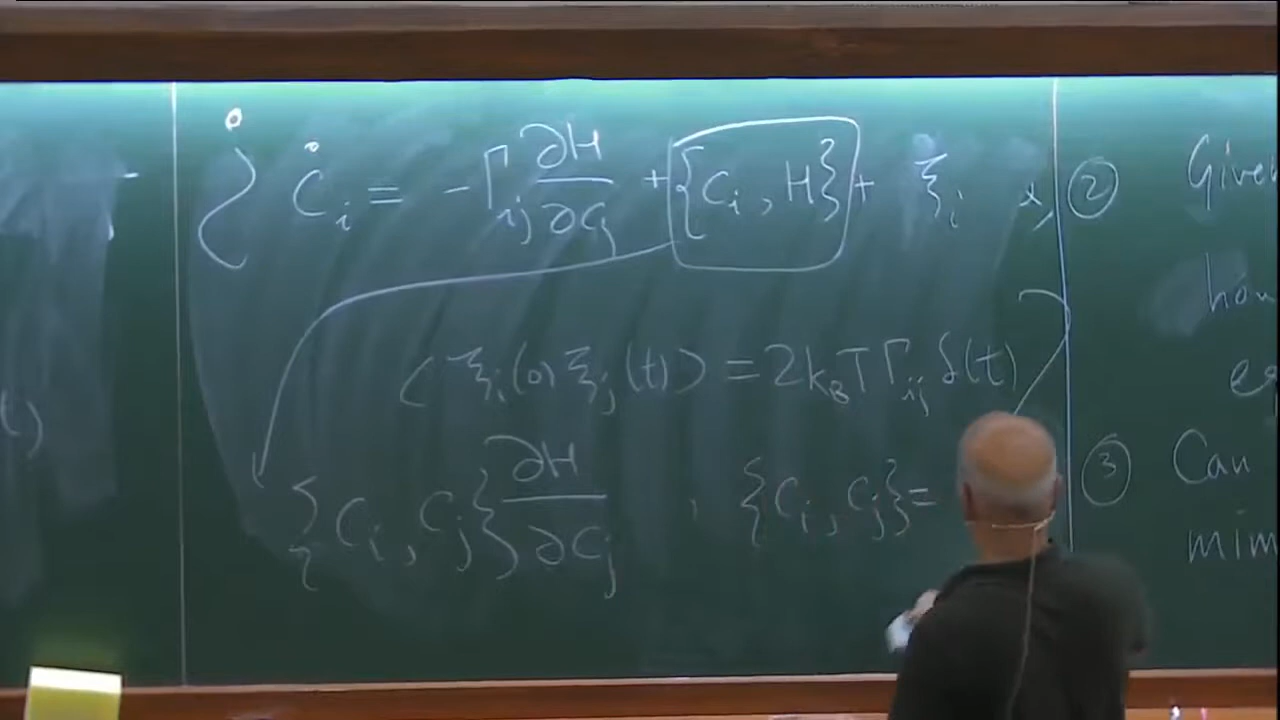 Ċ_i = -Γ_ij ∂H/∂C_j + {C_i, H} + ξ_i
⟨ξ_i(0) ξ_j(t)⟩ = 2k_B T Γ_ij δ(t)
{C_i, C_j} ∂H/∂C_j , {C_i, C_j} =
② Given
how
③ Can
mim
(t)